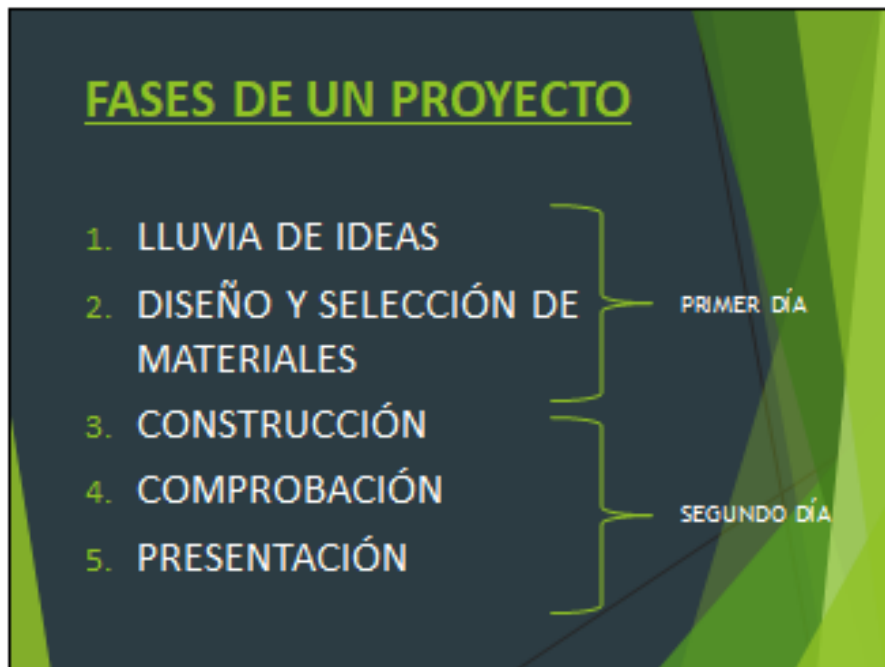 FASES DE UN PROYECTO
1. LLUVIA DE IDEAS
2. DISEÑO Y SELECCIÓN DE
MATERIALES
PRIMER DÍA
3. CONSTRUCCIÓN
4. COMPROBACIÓN
5. PRESENTACIÓN
SEGUNDO DÍA